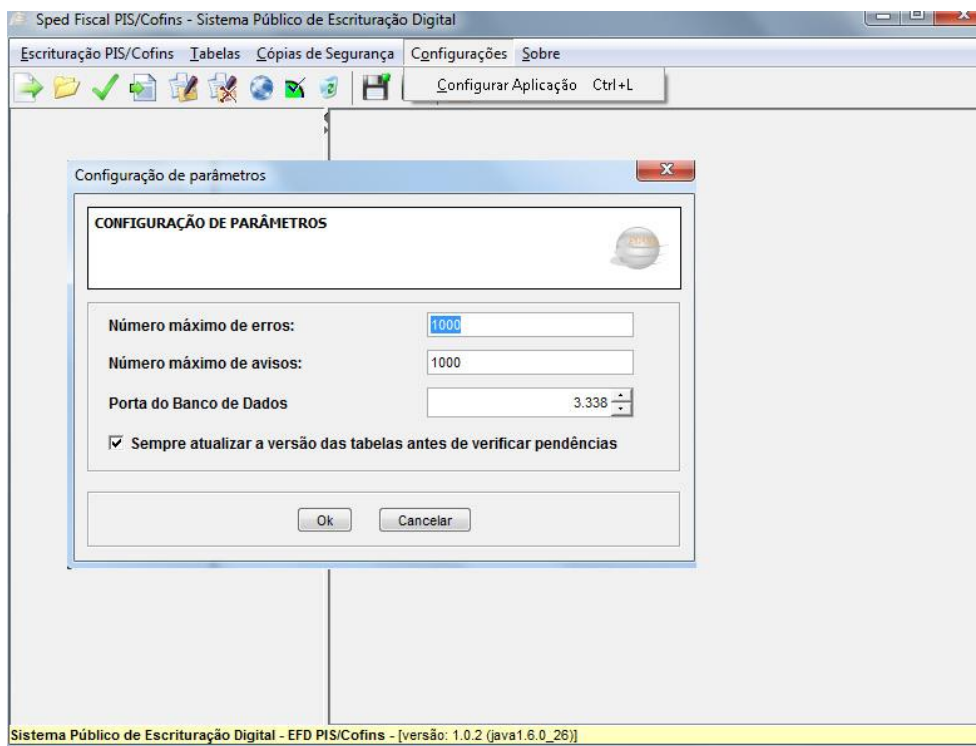 Sped Fiscal PIS/Cofins - Sistema Público de Escrituração Digital
Escrituração PIS/Cofins Tabelas Cópias de Segurança Configurações Sobre
Configurar Aplicação Ctrl+L
Configuração de parâmetros
CONFIGURAÇÃO DE PARÂMETROS
Número máximo de erros: 1000
Número máximo de avisos: 1000
Porta do Banco de Dados 3.338
Sempre atualizar a versão das tabelas antes de verificar pendências
Ok Cancelar
Sistema Público de Escrituração Digital - EFD PIS/Cofins - [versão: 1.0.2 (java1.6.0_26)]